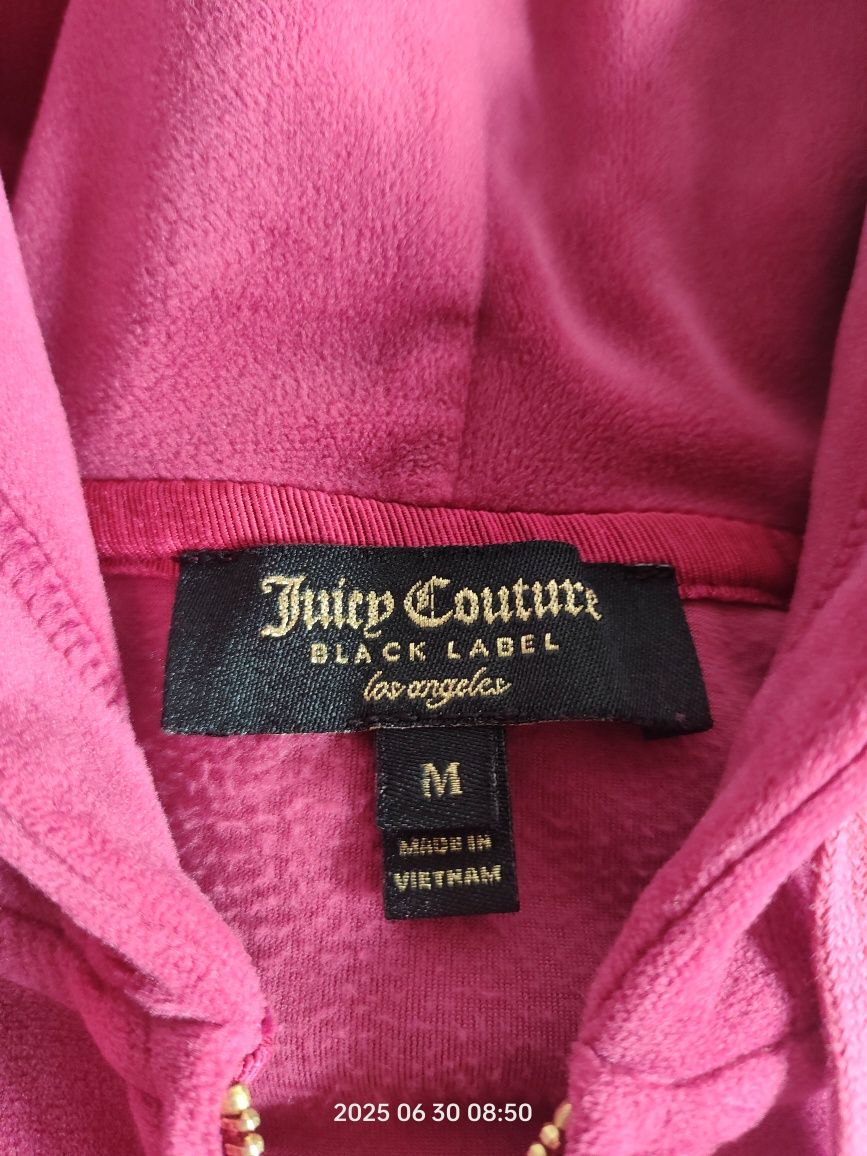 Juicy Couture
BLACK LABEL
los angeles
M
MADE IN
VIETNAM
2025 06 30 08:50